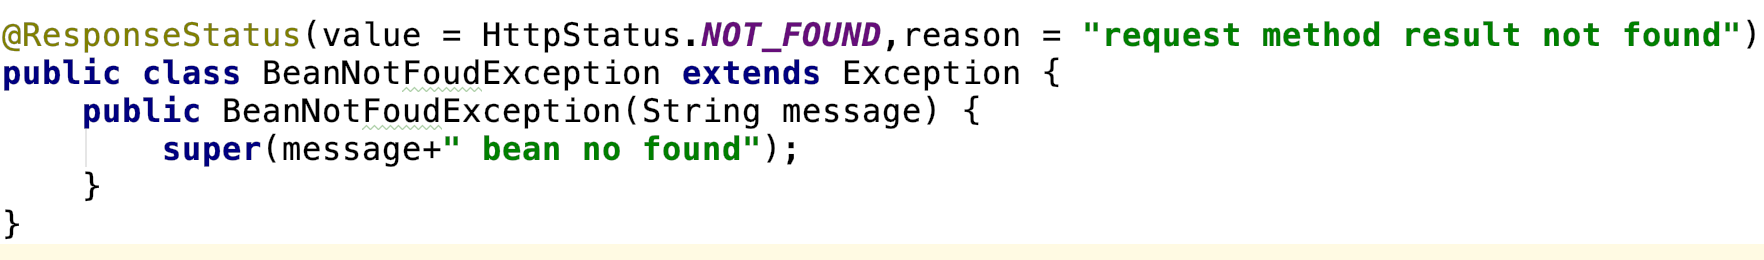 @ResponseStatus(value = HttpStatus.NOT_FOUND,reason = "request method result not found")
public class BeanNotFoudException extends Exception {
    public BeanNotFoudException(String message) {
        super(message+" bean no found");
    }
}